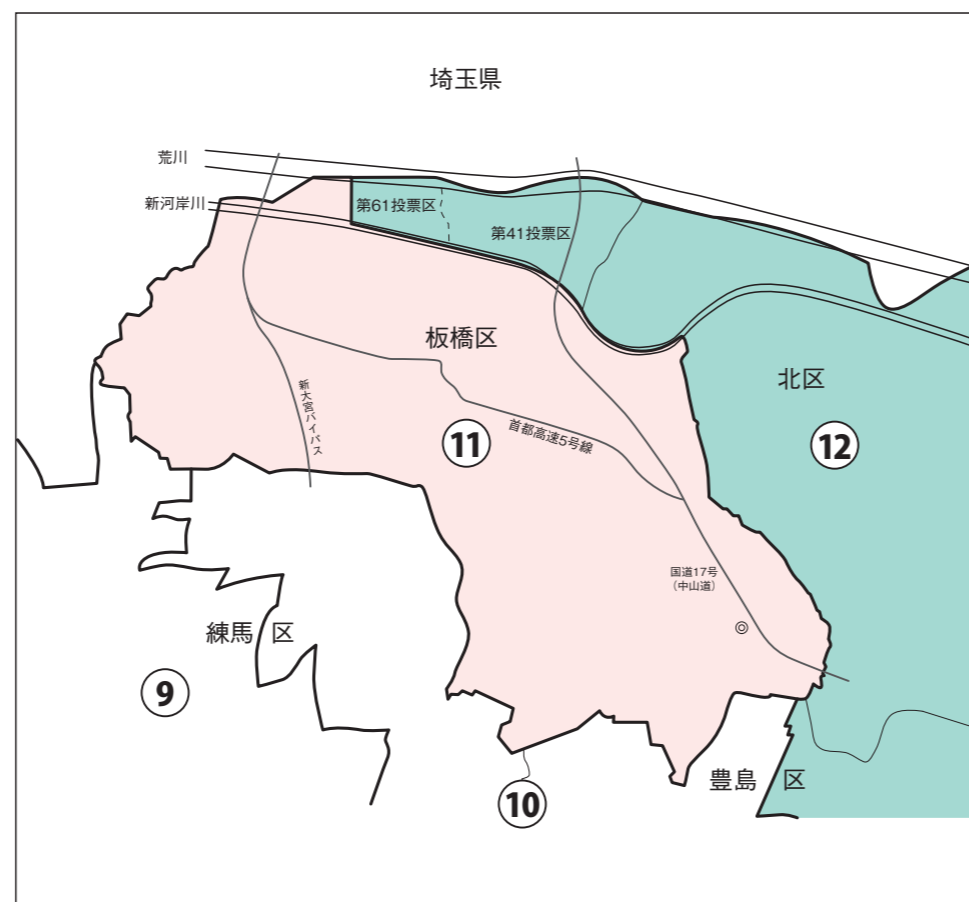 埼玉県
荒川
新河岸川
第61投票区
第41投票区
板橋区
北区
新大宮バイパス
首都高速5号線
11
12
国道17号
(中山道)
練馬区
9
豊島区
10